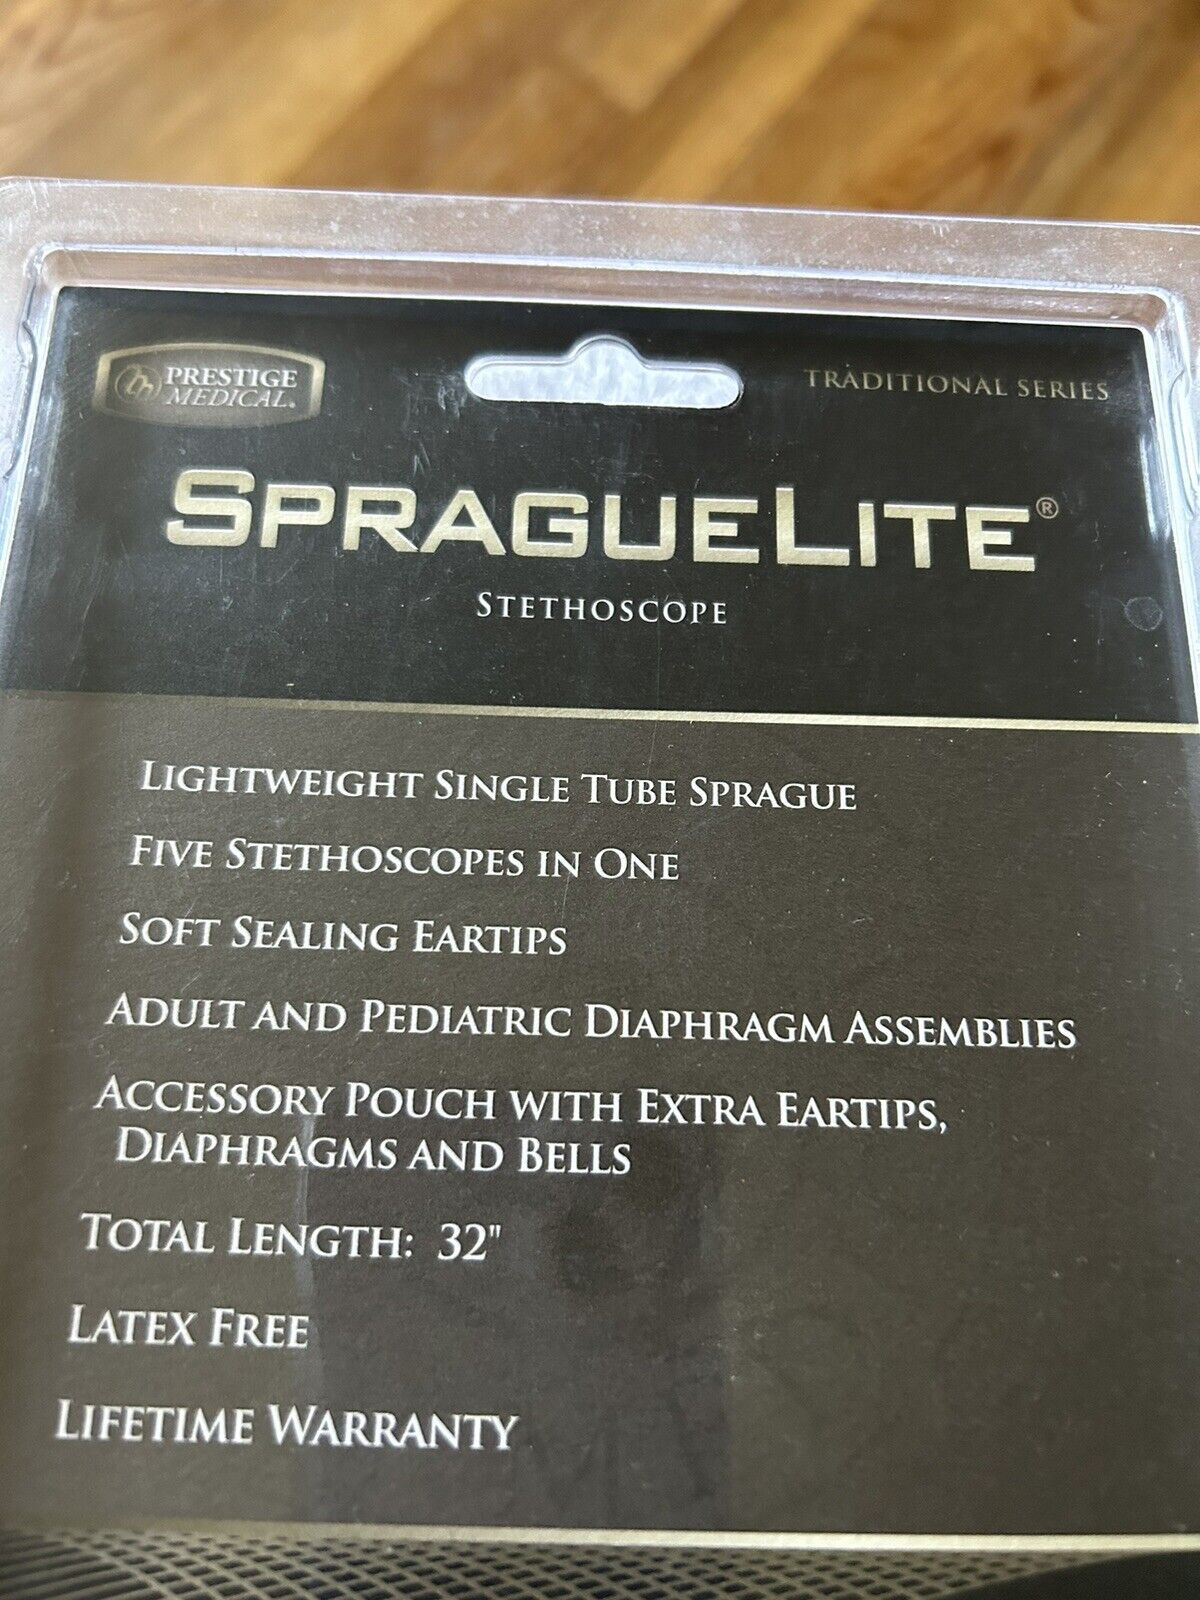 PRESTIGE
MEDICAL®
TRADITIONAL SERIES
SPRAGUELITE®
STETHOSCOPE
LIGHTWEIGHT SINGLE TUBE SPRAGUE
FIVE STETHOSCOPES IN ONE
SOFT SEALING EARTIPS
ADULT AND PEDIATRIC DIAPHRAGM ASSEMBLIES
ACCESSORY POUCH WITH EXTRA EARTIPS,
DIAPHRAGMS AND BELLS
TOTAL LENGTH: 32"
LATEX FREE
LIFETIME WARRANTY